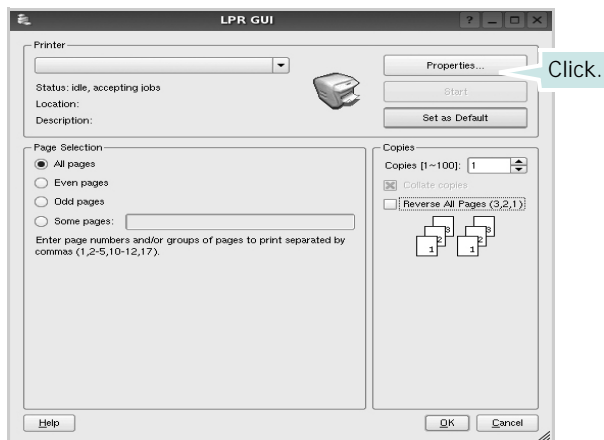 LPR GUI
Printer
Properties...
Click.
Status: idle, accepting jobs
Start
Location:
Description:
Set as Default
Page Selection
All pages
Even pages
Odd pages
Some pages:
Enter page numbers and/or groups of pages to print separated by
commas (1,2-5,10-12,17).
Copies
Copies [1~100]: 1
Collate copies
Reverse All Pages (3,2,1)
3 3
2 2
1 1
Help
OK
Cancel